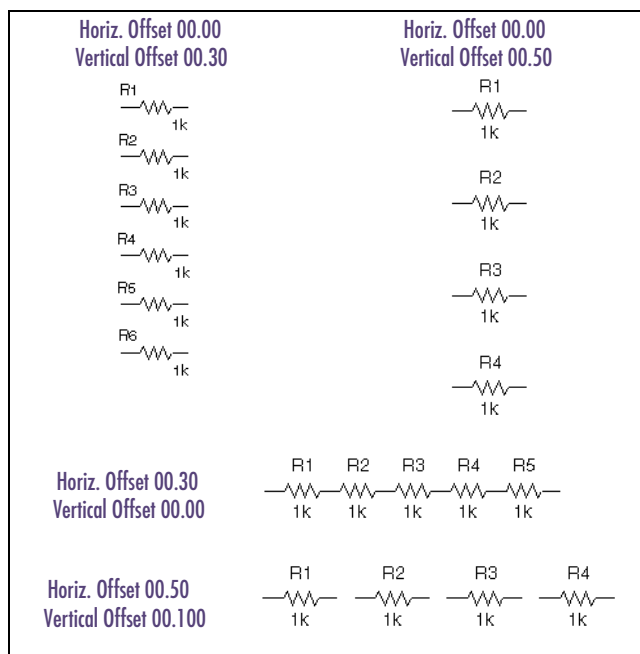 Horiz. Offset 00.00
Vertical Offset 00.30
R1
1k
R2
1k
R3
1k
R4
1k
R5
1k
R6
1k
Horiz. Offset 00.00
Vertical Offset 00.50
R1
1k
R2
1k
R3
1k
R4
1k
Horiz. Offset 00.30
Vertical Offset 00.00
R1 R2 R3 R4 R5
1k 1k 1k 1k 1k
Horiz. Offset 00.50
Vertical Offset 00.100
R1 R2 R3 R4
1k 1k 1k 1k